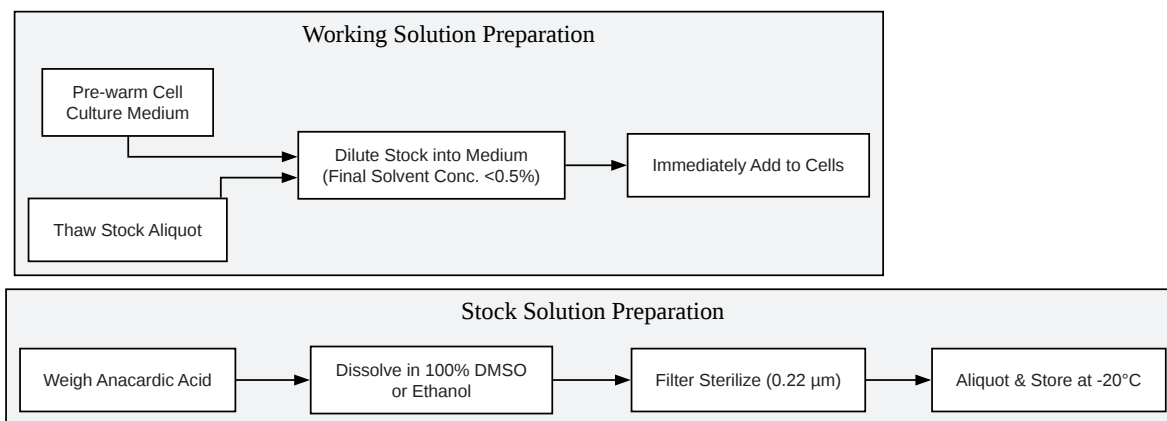 Working Solution Preparation
Pre-warm Cell
Culture Medium
Dilute Stock into Medium
(Final Solvent Conc. <0.5%)
Immediately Add to Cells
Thaw Stock Aliquot
Stock Solution Preparation
Weigh Anacardic Acid
Dissolve in 100% DMSO
or Ethanol
Filter Sterilize (0.22 µm)
Aliquot & Store at -20°C